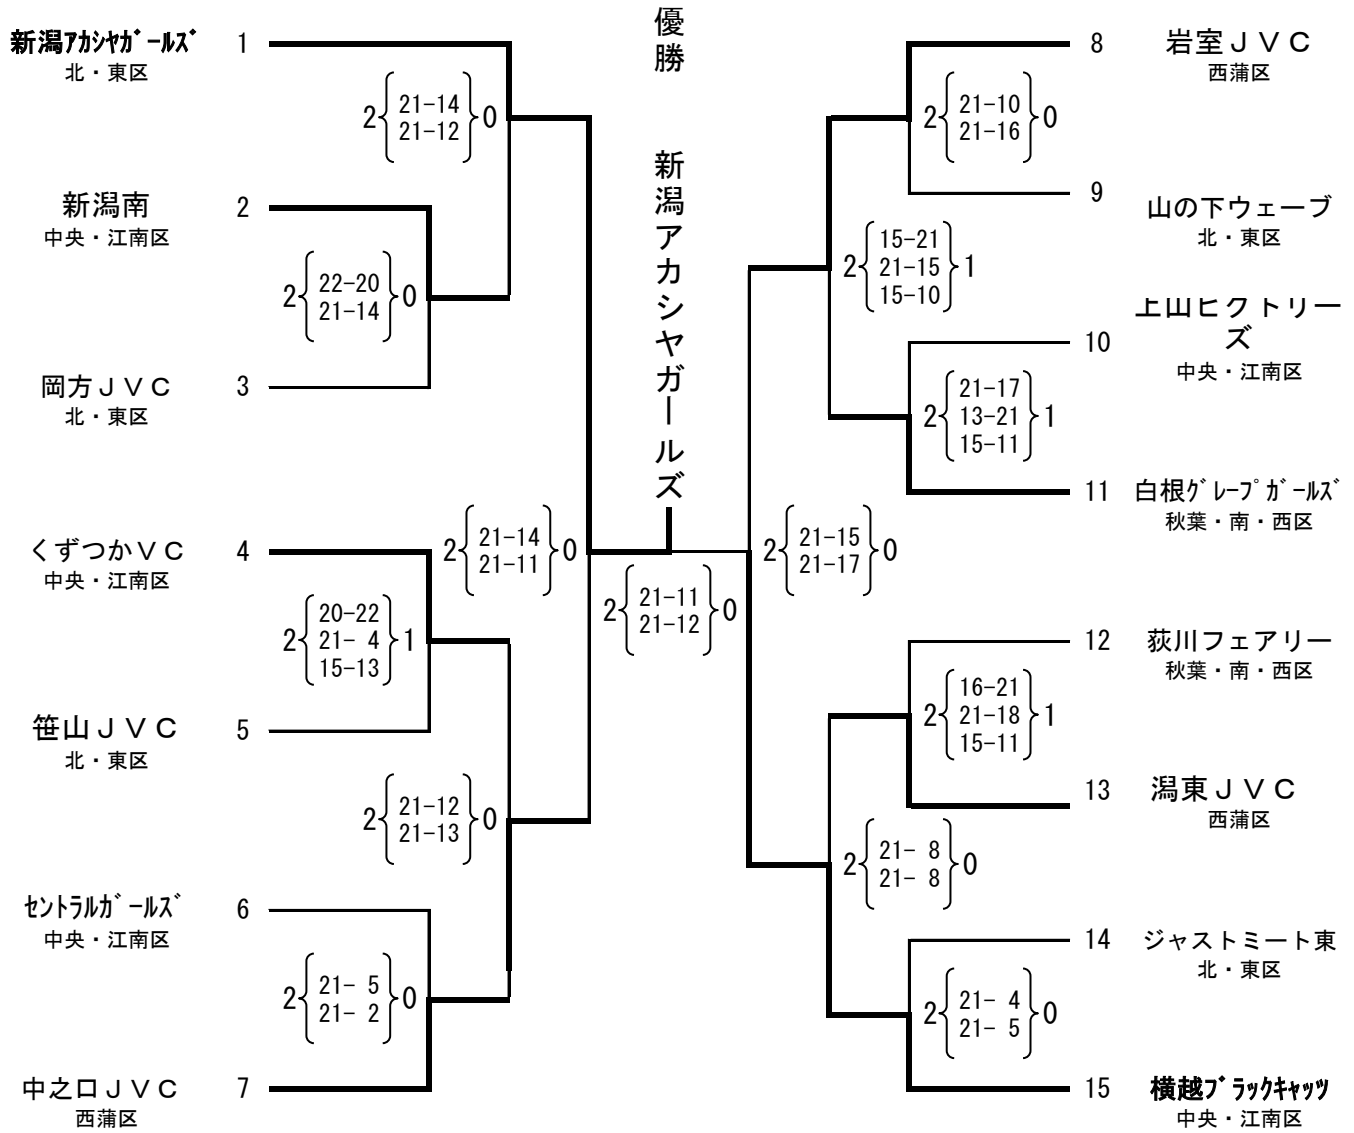 優勝
新潟アカシヤガールズ
新潟ｱｶｼﾔｶﾞｰﾙｽﾞ 1
北・東区
2 21-14 0
21-12
新潟南 2
中央・江南区
2 22-20 0
21-14
岡方ＪＶＣ 3
北・東区
2 21-14 0
21-11
くずつかＶＣ 4
中央・江南区
2 20-22 1
21- 4
15-13
笹山ＪＶＣ 5
北・東区
2 21-12 0
21-13
ｾﾝﾄﾗﾙｶﾞｰﾙｽﾞ 6
中央・江南区
2 21- 5 0
21- 2
中之口ＪＶＣ 7
西蒲区
2 21-11 0
21-12
8 岩室ＪＶＣ
西蒲区
2 21-10 0
21-16
9 山の下ウェーブ
北・東区
2 15-21 1
21-15
15-10
10 上山ビクトリー
ズ
中央・江南区
2 21-17 1
13-21
15-11
11 白根ｸﾞﾚｰﾌﾟｶﾞｰﾙｽﾞ
秋葉・南・西区
2 21-15 0
21-17
12 荻川フェアリー
秋葉・南・西区
2 16-21 1
21-18
15-11
13 潟東ＪＶＣ
西蒲区
2 21- 8 0
21- 8
14 ジャストミート東
北・東区
2 21- 4 0
21- 5
15 横越ﾌﾞﾗｯｸｷｬｯﾂ
中央・江南区